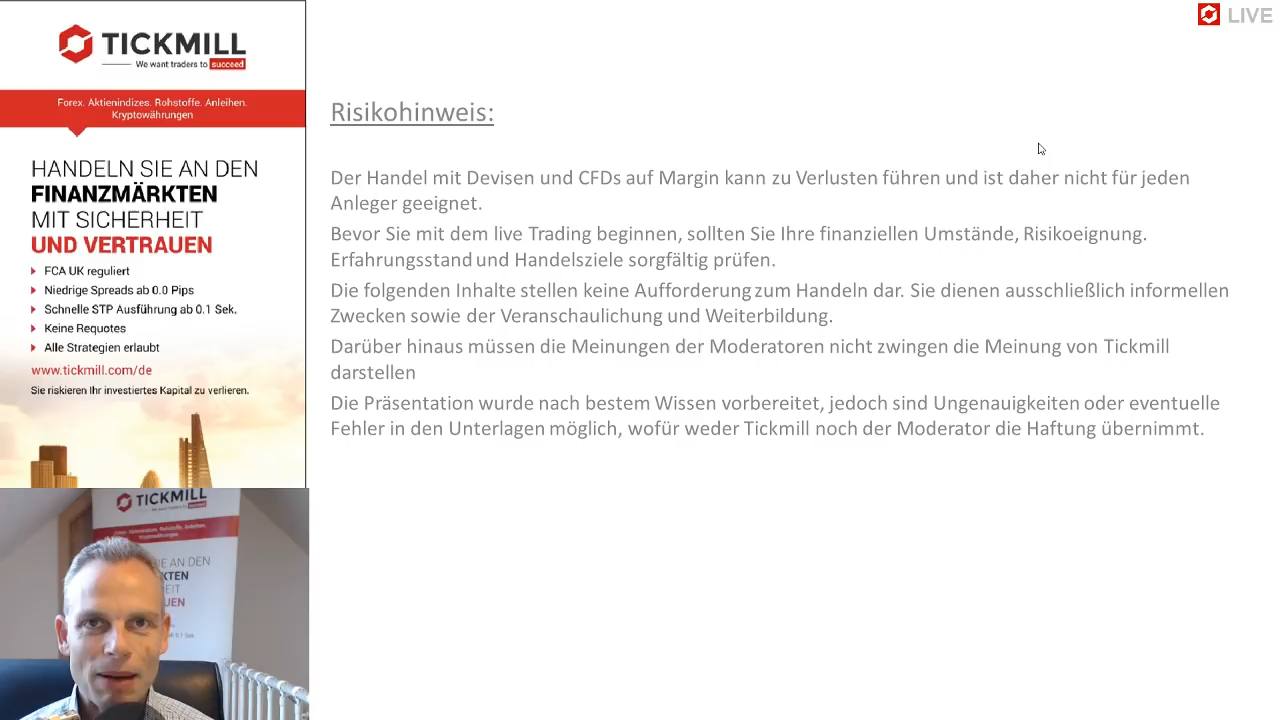 TICKMILL
We want traders to succeed
Forex. Aktienindizes. Rohstoffe. Anleihen.
Kryptowährungen
HANDELN SIE AN DEN
FINANZMÄRKTEN
MIT SICHERHEIT
UND VERTRAUEN
FCA UK reguliert
Niedrige Spreads ab 0.0 Pips
Schnelle STP Ausführung ab 0.1 Sek.
Keine Requotes
Alle Strategien erlaubt
www.tickmill.com/de
Sie riskieren Ihr investiertes Kapital zu verlieren.
LIVE
Risikohinweis:
Der Handel mit Devisen und CFDs auf Margin kann zu Verlusten führen und ist daher nicht für jeden
Anleger geeignet.
Bevor Sie mit dem live Trading beginnen, sollten Sie Ihre finanziellen Umstände, Risikoeignung.
Erfahrungsstand und Handelsziele sorgfältig prüfen.
Die folgenden Inhalte stellen keine Aufforderung zum Handeln dar. Sie dienen ausschließlich informellen
Zwecken sowie der Veranschaulichung und Weiterbildung.
Darüber hinaus müssen die Meinungen der Moderatoren nicht zwingen die Meinung von Tickmill
darstellen
Die Präsentation wurde nach bestem Wissen vorbereitet, jedoch sind Ungenauigkeiten oder eventuelle
Fehler in den Unterlagen möglich, wofür weder Tickmill noch der Moderator die Haftung übernimmt.
TICKMILL
IE AN DEN
KTEN
EIT
UEN